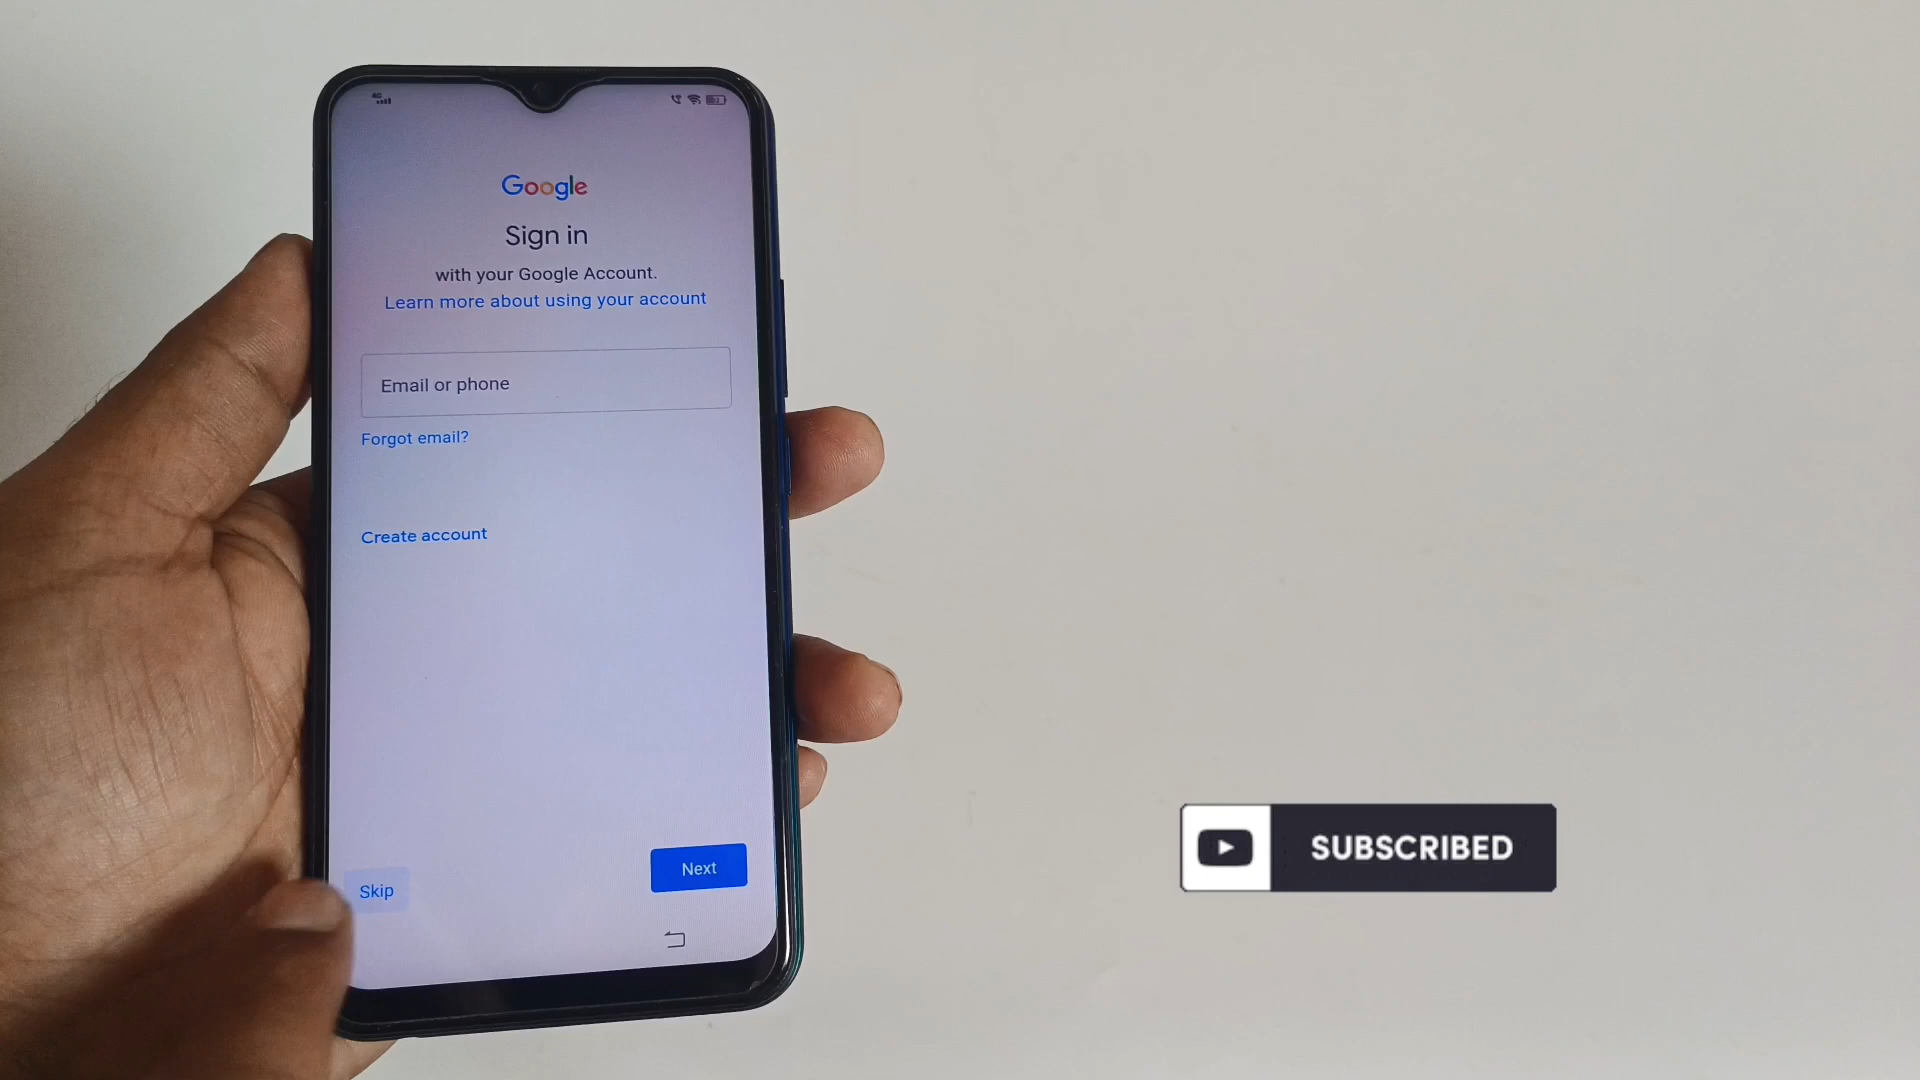 4G
Google
Sign in
with your Google Account.
Learn more about using your account
Email or phone
Forgot email?
Create account
Next
Skip
SUBSCRIBED